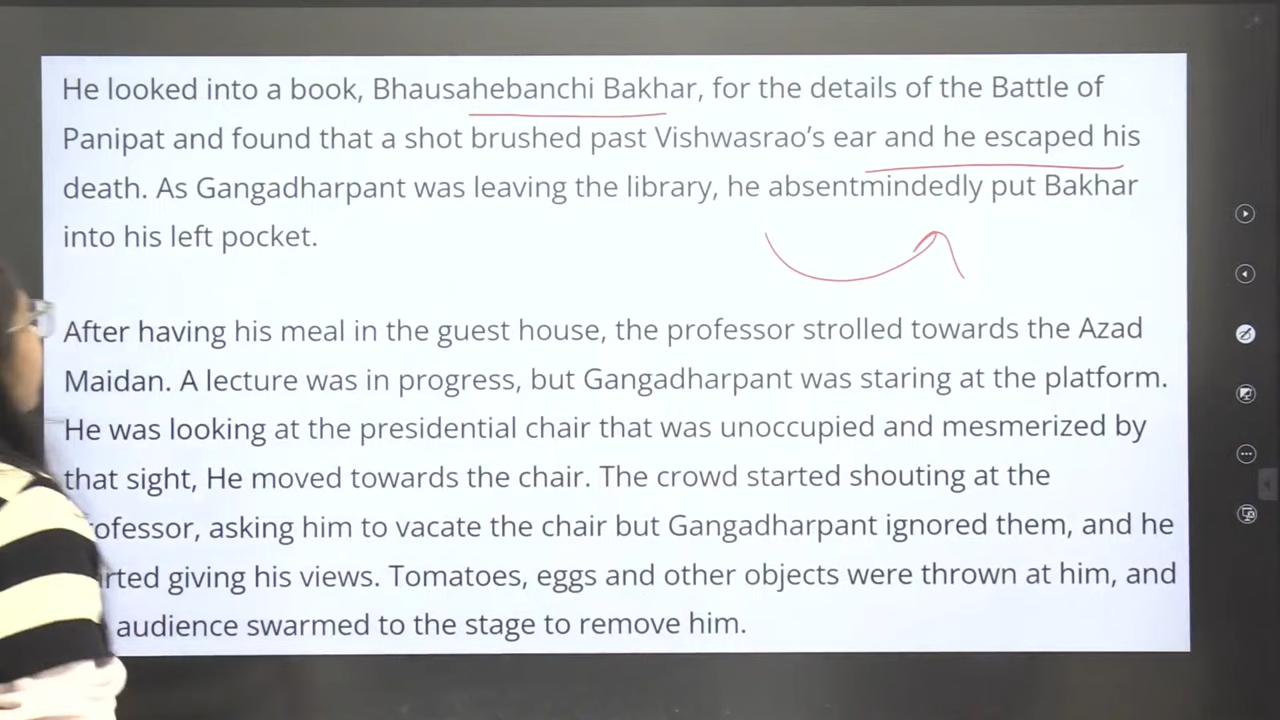 He looked into a book, Bhausahebanchi Bakhar, for the details of the Battle of
Panipat and found that a shot brushed past Vishwasrao’s ear and he escaped his
death. As Gangadharpant was leaving the library, he absentmindedly put Bakhar
into his left pocket.
After having his meal in the guest house, the professor strolled towards the Azad
Maidan. A lecture was in progress, but Gangadharpant was staring at the platform.
He was looking at the presidential chair that was unoccupied and mesmerized by
that sight, He moved towards the chair. The crowd started shouting at the
ofessor, asking him to vacate the chair but Gangadharpant ignored them, and he
rted giving his views. Tomatoes, eggs and other objects were thrown at him, and
audience swarmed to the stage to remove him.